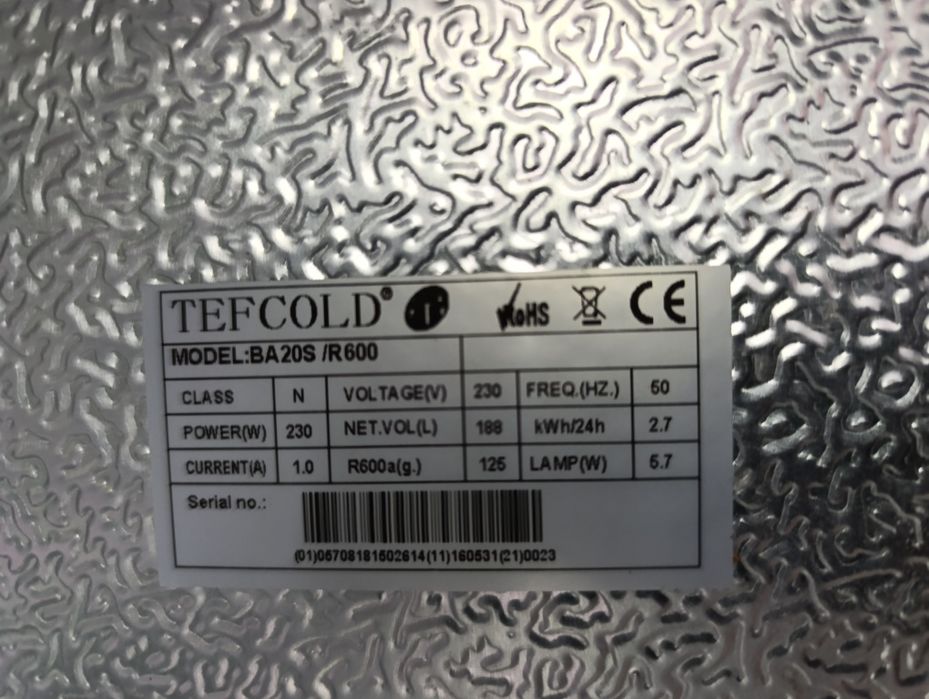 TEFCOLD®
RoHS CE
MODEL:BA20S /R600
CLASS N VOLTAGE(V) 230 FREQ.(HZ.) 50
POWER(W) 230 NET.VOL(L) 188 kWh/24h 2.7
CURRENT(A) 1.0 R600a(g.) 125 LAMP(W) 5.7
Serial no.:
(01)05708181502614(11)160531(21)0023